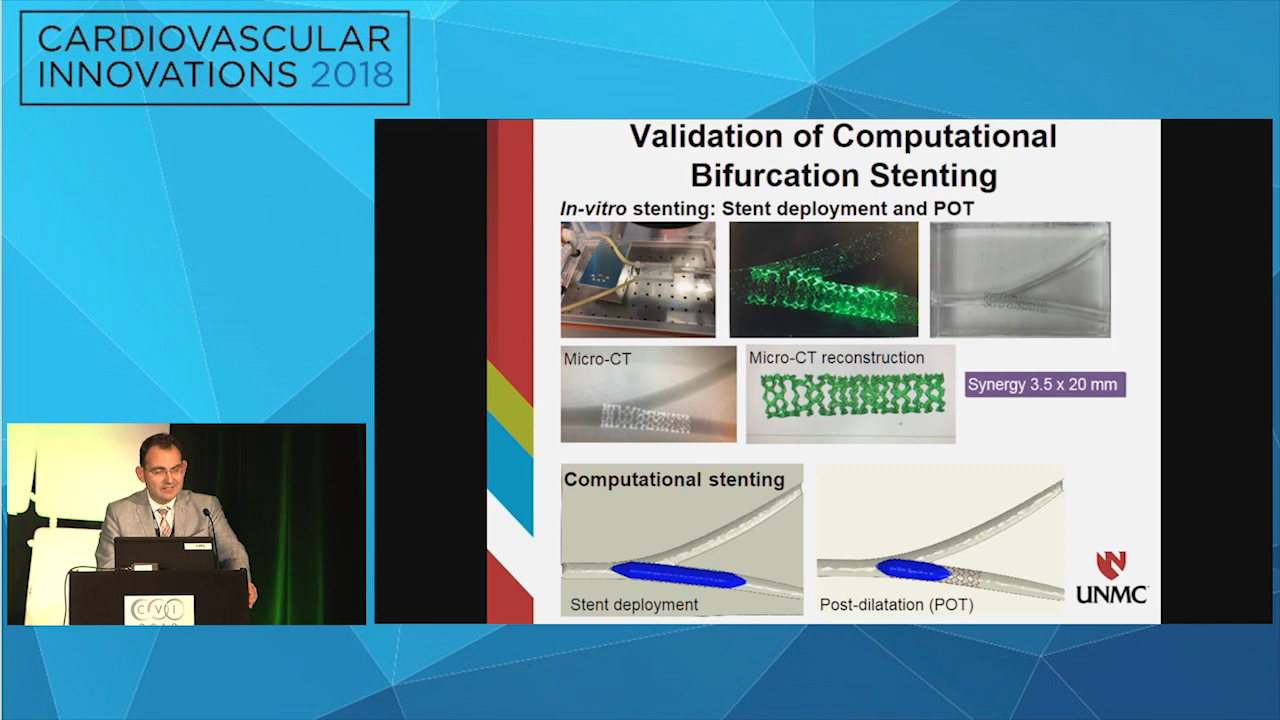 CARDIOVASCULAR
INNOVATIONS 2018
Validation of Computational
Bifurcation Stenting
In-vitro stenting: Stent deployment and POT
Micro-CT
Micro-CT reconstruction
Synergy 3.5 x 20 mm
Computational stenting
Stent deployment
Post-dilatation (POT)
UNMC
CVI